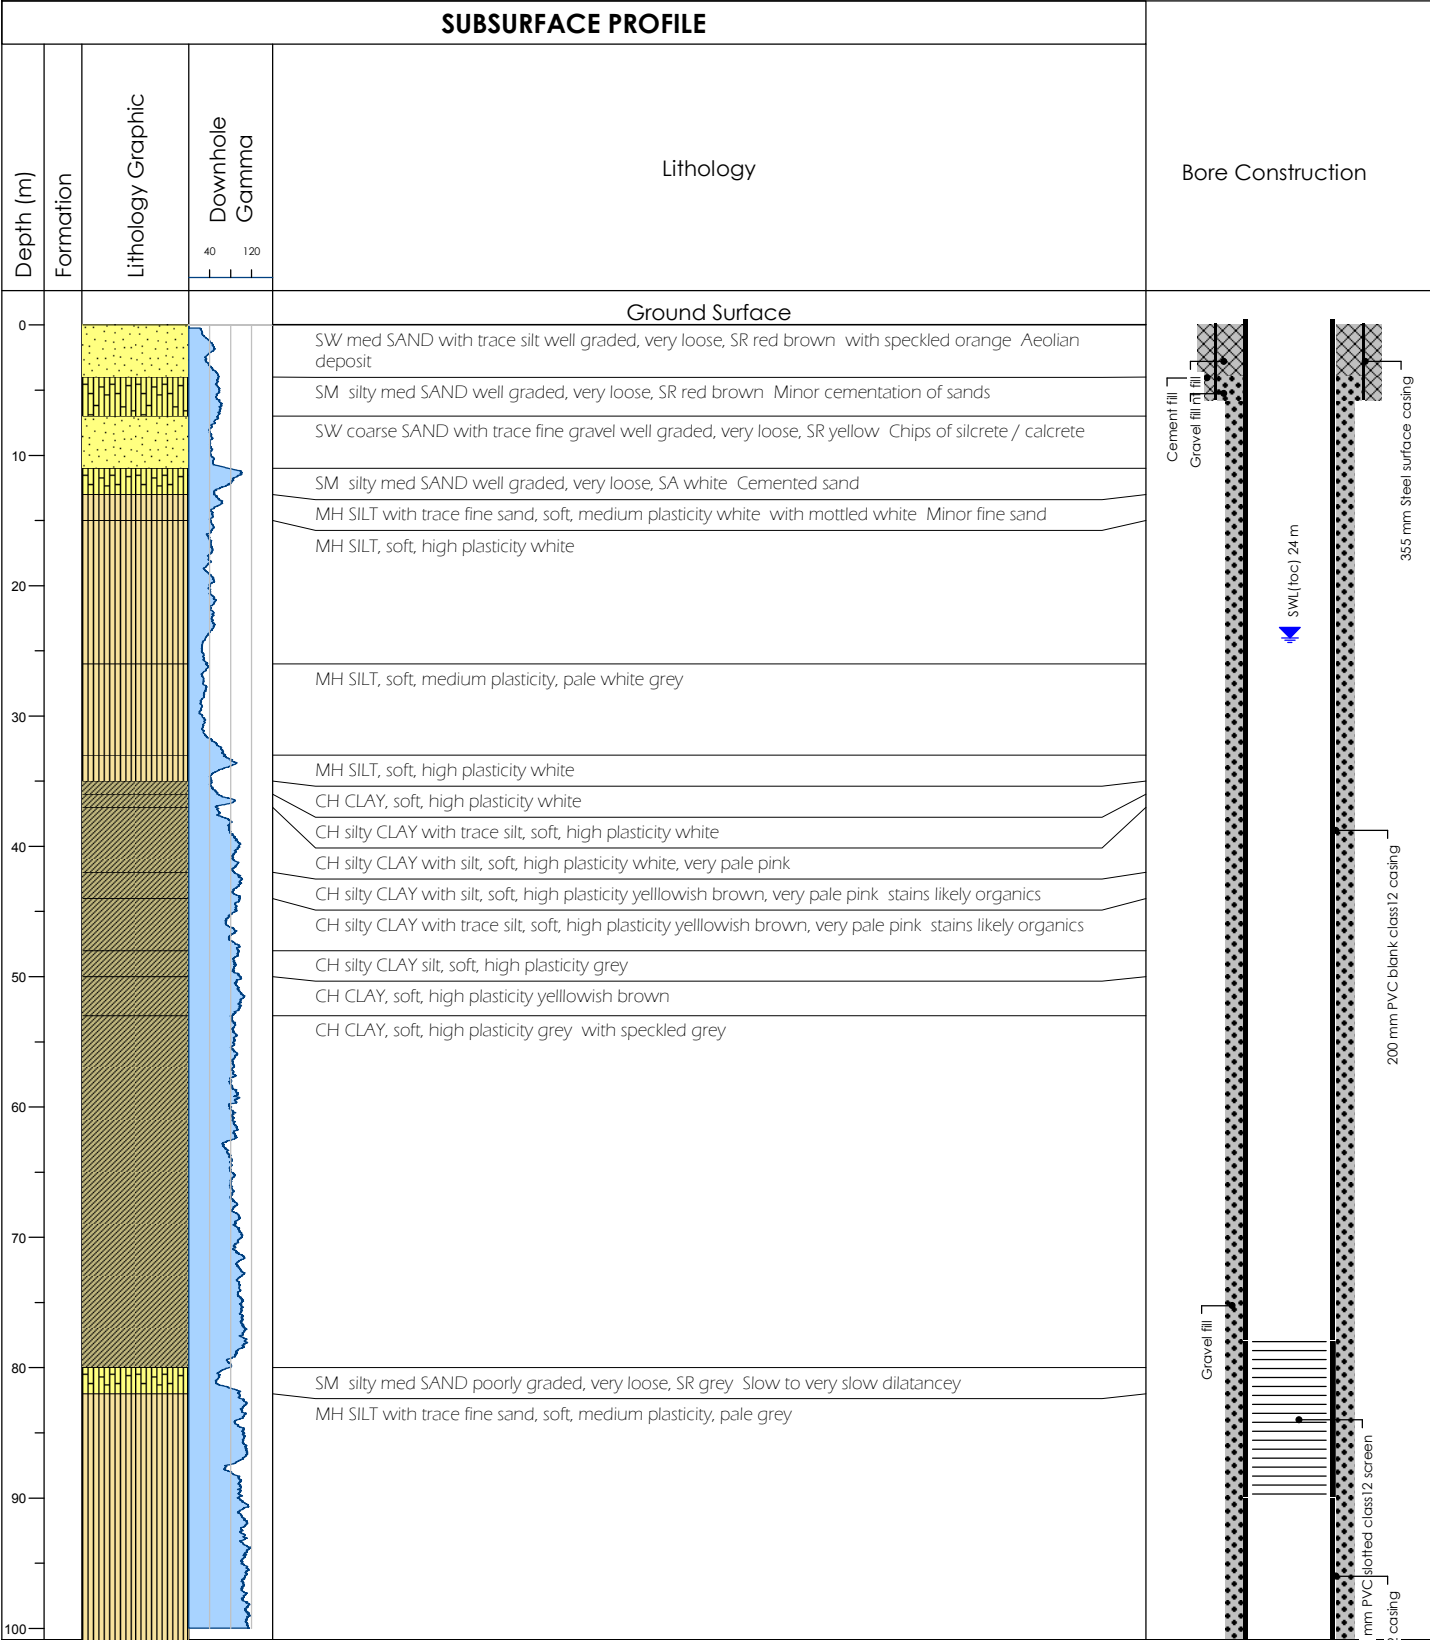 SUBSURFACE PROFILE
Depth (m)
Formation
Lithology Graphic
Downhole
Gamma
40
120
Lithology
Bore Construction
Ground Surface
0
SW med SAND with trace silt well graded, very loose, SR red brown with speckled orange Aeolian
deposit
SM silty med SAND well graded, very loose, SR red brown Minor cementation of sands
SW coarse SAND with trace fine gravel well graded, very loose, SR yellow Chips of silcrete / calcrete
10
SM silty med SAND well graded, very loose, SA white Cemented sand
MH SILT with trace fine sand, soft, medium plasticity white with mottled white Minor fine sand
MH SILT, soft, high plasticity white
20
MH SILT, soft, medium plasticity, pale white grey
30
MH SILT, soft, high plasticity white
CH CLAY, soft, high plasticity white
CH silty CLAY with trace silt, soft, high plasticity white
40
CH silty CLAY with silt, soft, high plasticity white, very pale pink
CH silty CLAY with silt, soft, high plasticity yelllowish brown, very pale pink stains likely organics
CH silty CLAY with trace silt, soft, high plasticity yelllowish brown, very pale pink stains likely organics
CH silty CLAY silt, soft, high plasticity grey
50
CH CLAY, soft, high plasticity yelllowish brown
CH CLAY, soft, high plasticity grey with speckled grey
60
70
80
SM silty med SAND poorly graded, very loose, SR grey Slow to very slow dilatancey
MH SILT with trace fine sand, soft, medium plasticity, pale grey
90
100
Cement fill
Gravel fill
fill
355 mm Steel surface casing
SWL(toc) 24 m
200 mm PVC blank class12 casing
Gravel fill
mm PVC slotted class12 screen
casing